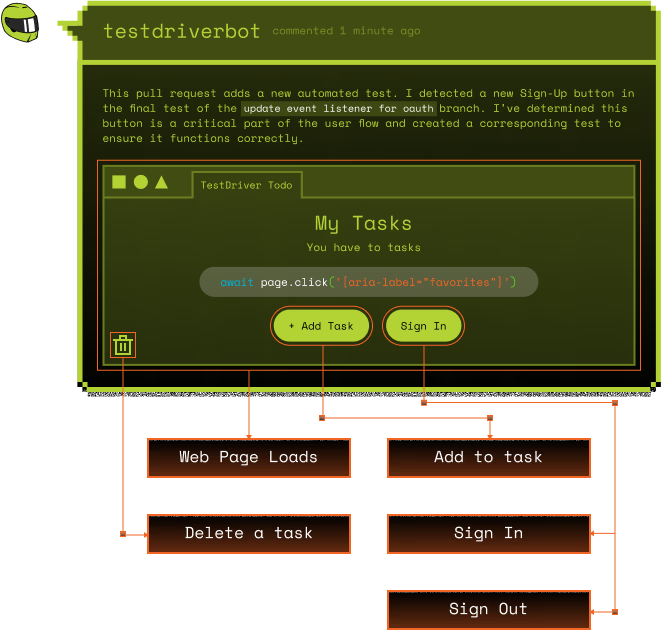 testdriverbot commented 1 minute ago
This pull request adds a new automated test. I detected a new Sign-Up button in
the final test of the update event listener for oauth branch. I've determined this
button is a critical part of the user flow and created a corresponding test to
ensure it functions correctly.
TestDriver Todo
My Tasks
You have to tasks
await page.click('[aria-label="favorites"]')
+ Add Task
Sign In
Web Page Loads
Add to task
Delete a task
Sign In
Sign Out